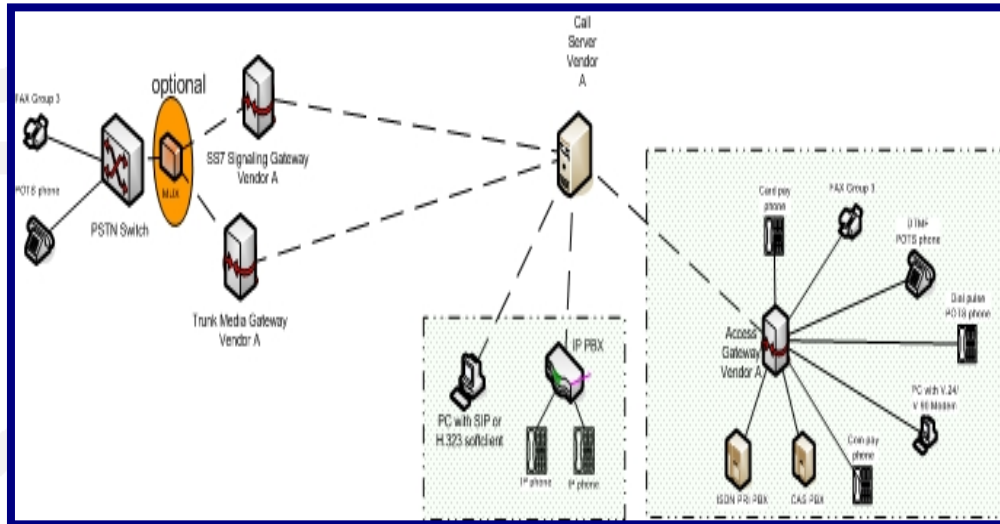 Call
Server
Vendor
A
optional
FAX Group 3
SS7 Signaling Gateway
Vendor A
MUX
POTS phone
PSTN Switch
Trunk Media Gateway
Vendor A
Card pay
phone
FAX Group 3
DTMF
POTS phone
Dial pulse
POTS phone
Access
Gateway
Vendor A
IP PBX
PC with SIP or
H.323 softclient
IP phone
IP phone
PC with V.24/
V.90 Modem
Coin pay
phone
ISDN PRI PBX
CAS PBX